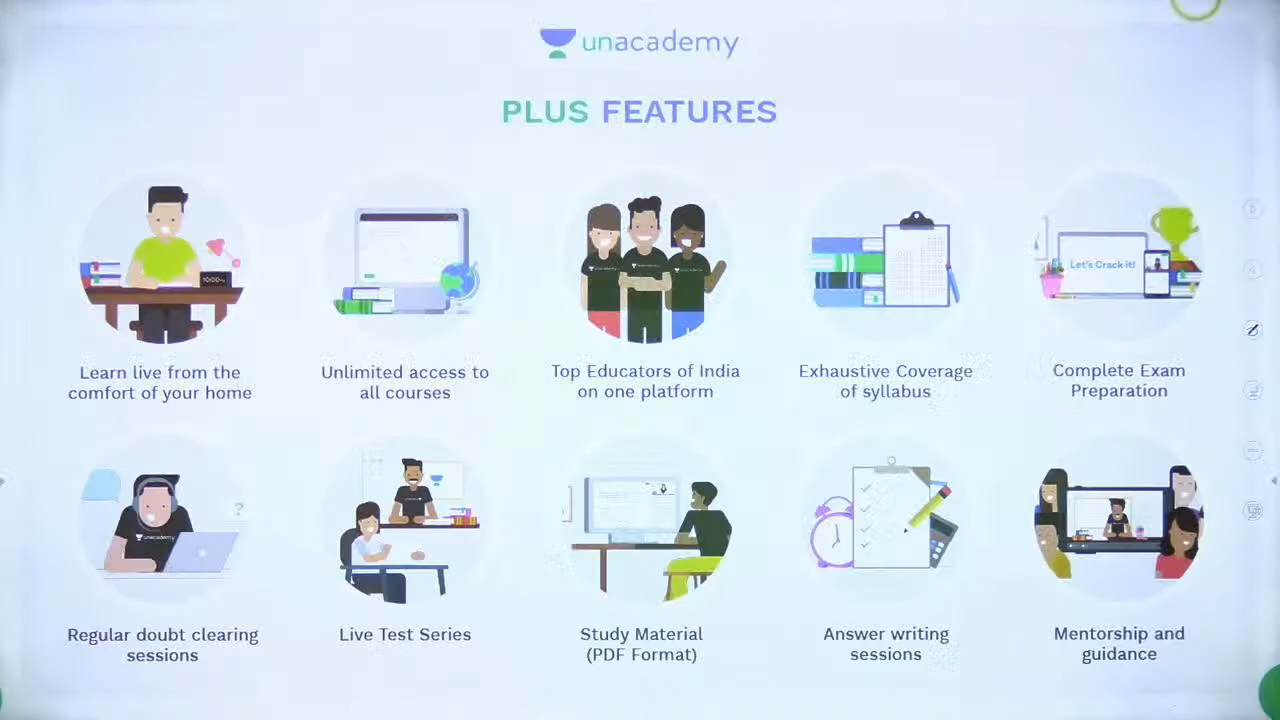 unacademy
PLUS FEATURES
Let's Crack it!
Learn live from the
comfort of your home
Unlimited access to
all courses
Top Educators of India
on one platform
Exhaustive Coverage
of syllabus
Complete Exam
Preparation
unacademy
?
Regular doubt clearing
sessions
Live Test Series
Study Material
(PDF Format)
Answer writing
sessions
Mentorship and
guidance